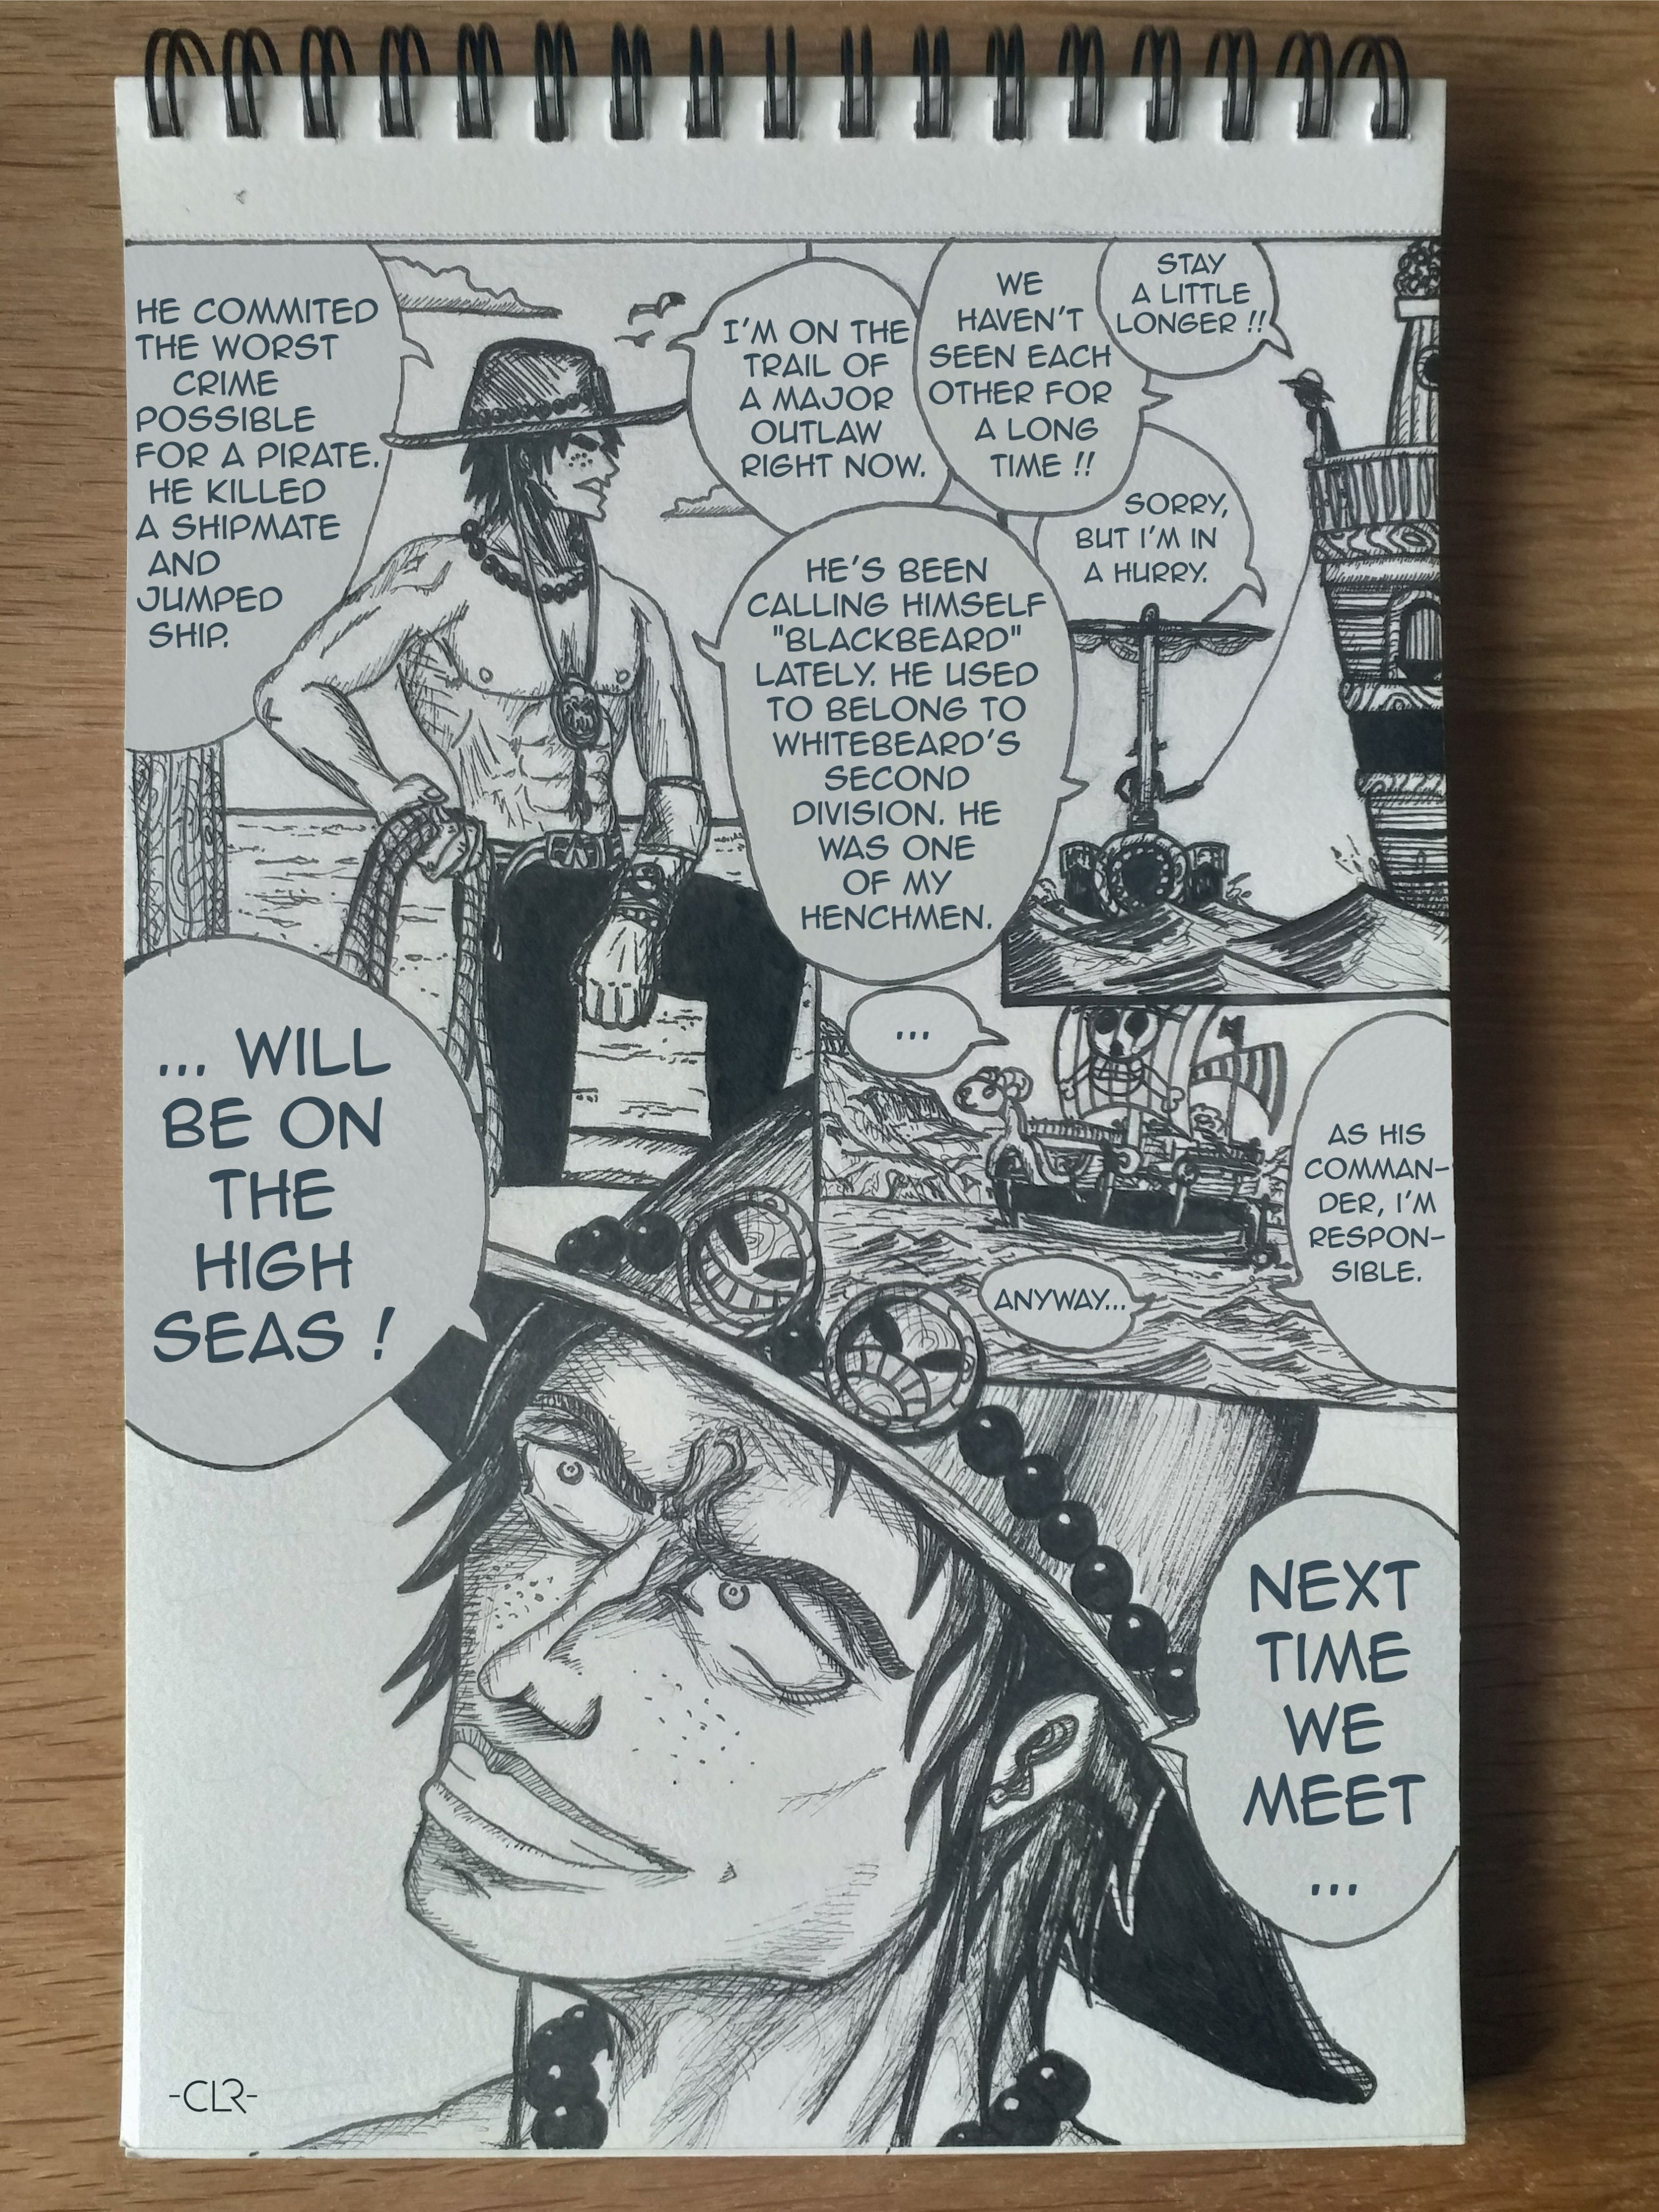 STAY
A LITTLE
LONGER !!
WE
HAVEN'T
SEEN EACH
OTHER FOR
A LONG
TIME !!
SORRY,
BUT I'M IN
A HURRY.
I'M ON THE
TRAIL OF
A MAJOR
OUTLAW
RIGHT NOW.
HE'S BEEN
CALLING HIMSELF
"BLACKBEARD"
LATELY. HE USED
TO BELONG TO
WHITEBEARD'S
SECOND
DIVISION. HE
WAS ONE
OF MY
HENCHMEN.
HE COMMITED
THE WORST
CRIME
POSSIBLE
FOR A PIRATE.
HE KILLED
A SHIPMATE
AND
JUMPED
SHIP.
AS HIS
COMMAN-
DER, I'M
RESPON-
SIBLE.
...
ANYWAY...
NEXT
TIME
WE
MEET
...
... WILL
BE ON
THE
HIGH
SEAS !
-CLR-